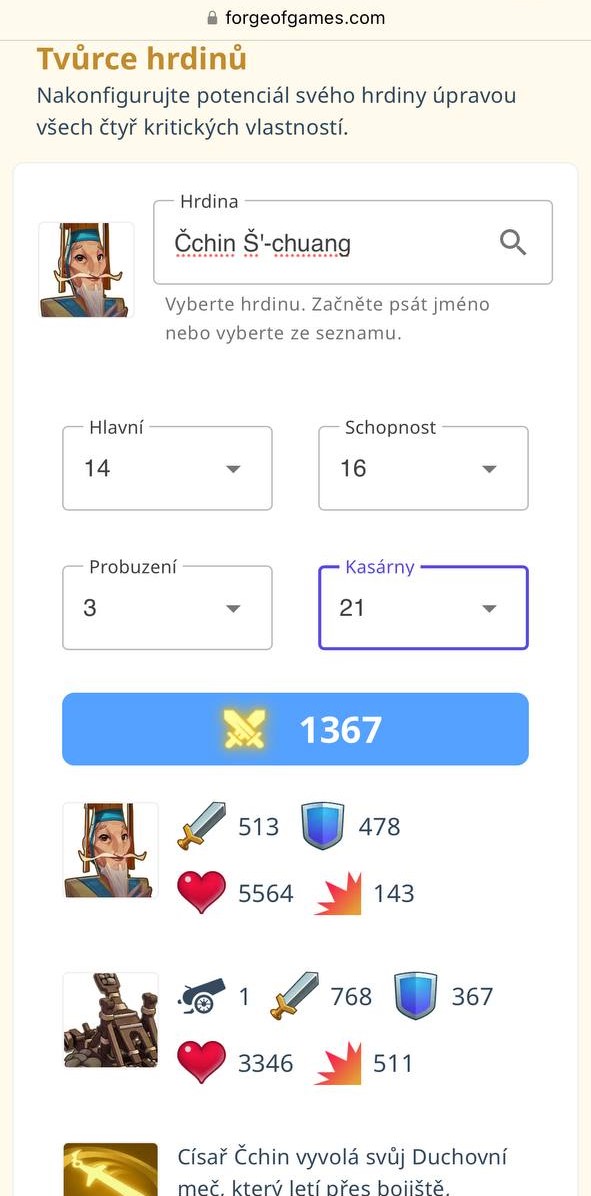 forgeofgames.com
Tvůrce hrdinů
Nakonfigurujte potenciál svého hrdiny úpravou
všech čtyř kritických vlastností.
Hrdina
Čchin Š'-chuang
Vyberte hrdinu. Začněte psát jméno
nebo vyberte ze seznamu.
Hlavní
Schopnost
14
16
Probuzení
Kasárny
3
21
1367
513 478
5564 143
1 768 367
3346 511
Císař Čchin vyvolá svůj Duchovní
meč, který letí přes bojiště,